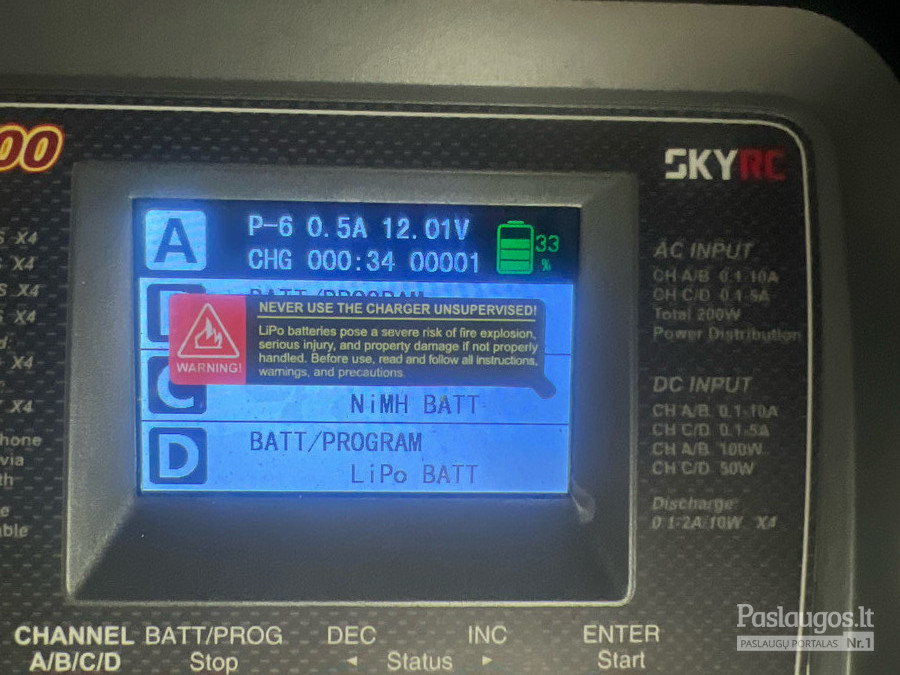 00
SKYRC
A
P-6 0.5A 12.01V
CHG 000:34 00001
33
%
BATT/PROGRAM
NEVER USE THE CHARGER UNSUPERVISED!
LiPo batteries pose a severe risk of fire explosion,
serious injury, and property damage if not properly
handled. Before use, read and follow all instructions,
warnings, and precautions.
WARNING!
C
NiMH BATT
D
BATT/PROGRAM
LiPo BATT
S X4
S X4
S X4
X4
X4
X4
hone
via
th
e
able
AC INPUT
CH A/B 0.1-10A
CH C/D 0.1-5A
Total 200W
Power Distribution
DC INPUT
CH A/B 0.1-10A
CH C/D 0.1-5A
CH A/B 100W
CH C/D 50W
Discharge:
0.1-2A 10W X4
CHANNEL
A/B/C/D
BATT/PROG
Stop
DEC
INC
◄ Status ►
ENTER
Start
Paslaugos.lt
PASLAUGŲ PORTALAS Nr.1